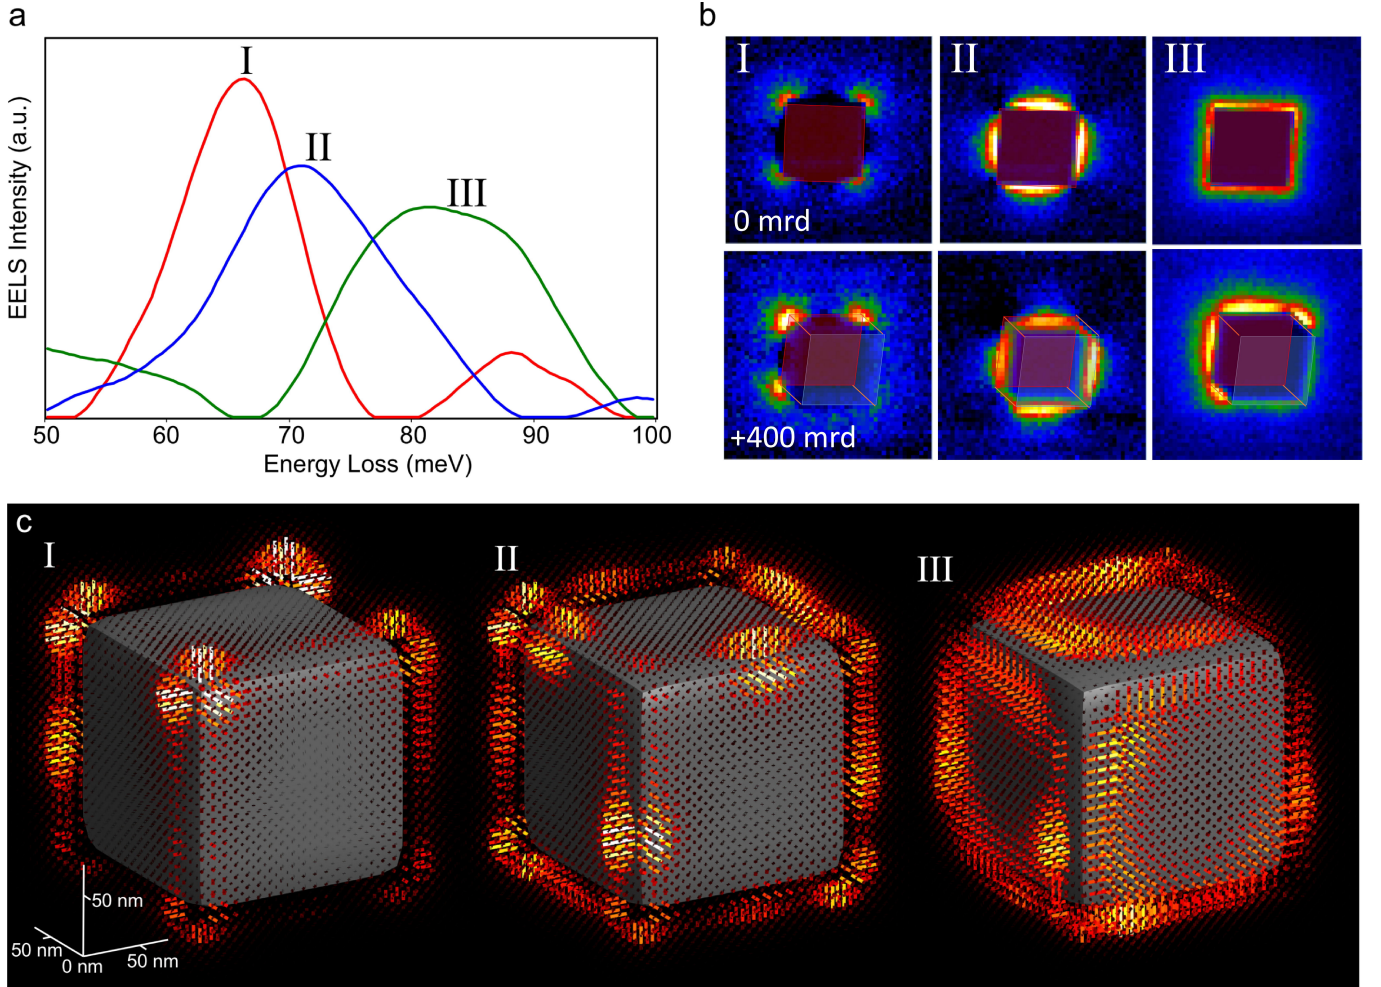 a
EELS Intensity (a.u.)
I
II
III
50 60 70 80 90 100
Energy Loss (meV)
b
I II III
0 mrd
+400 mrd
c
I II III
50 nm
50 nm
0 nm
50 nm